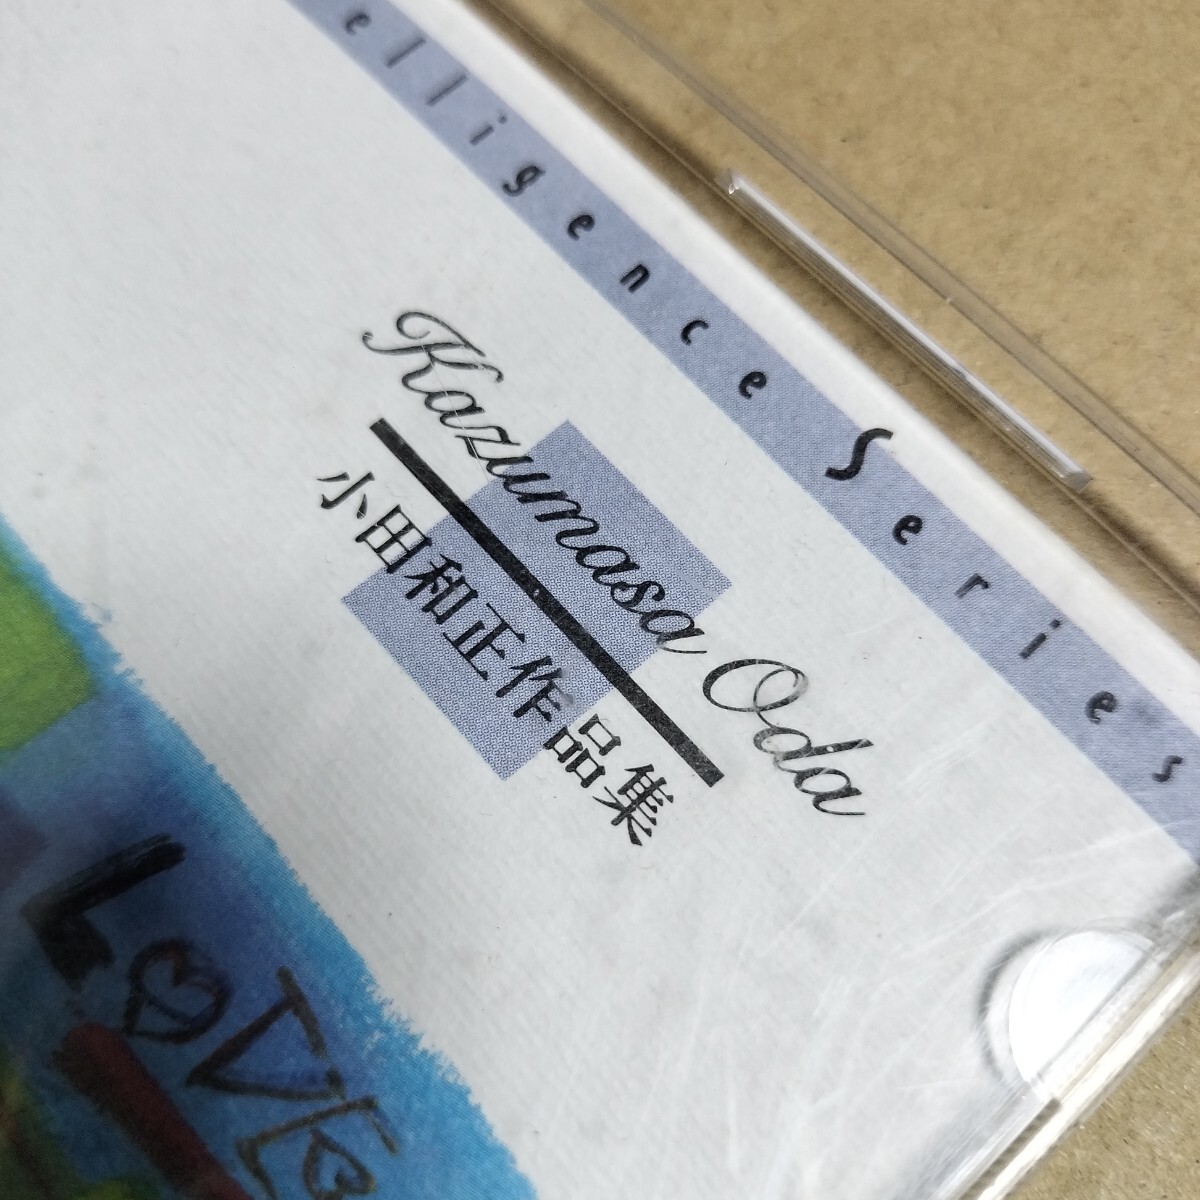 elligence Series
Kazumasa Oda
小田和正作品集
LOVE